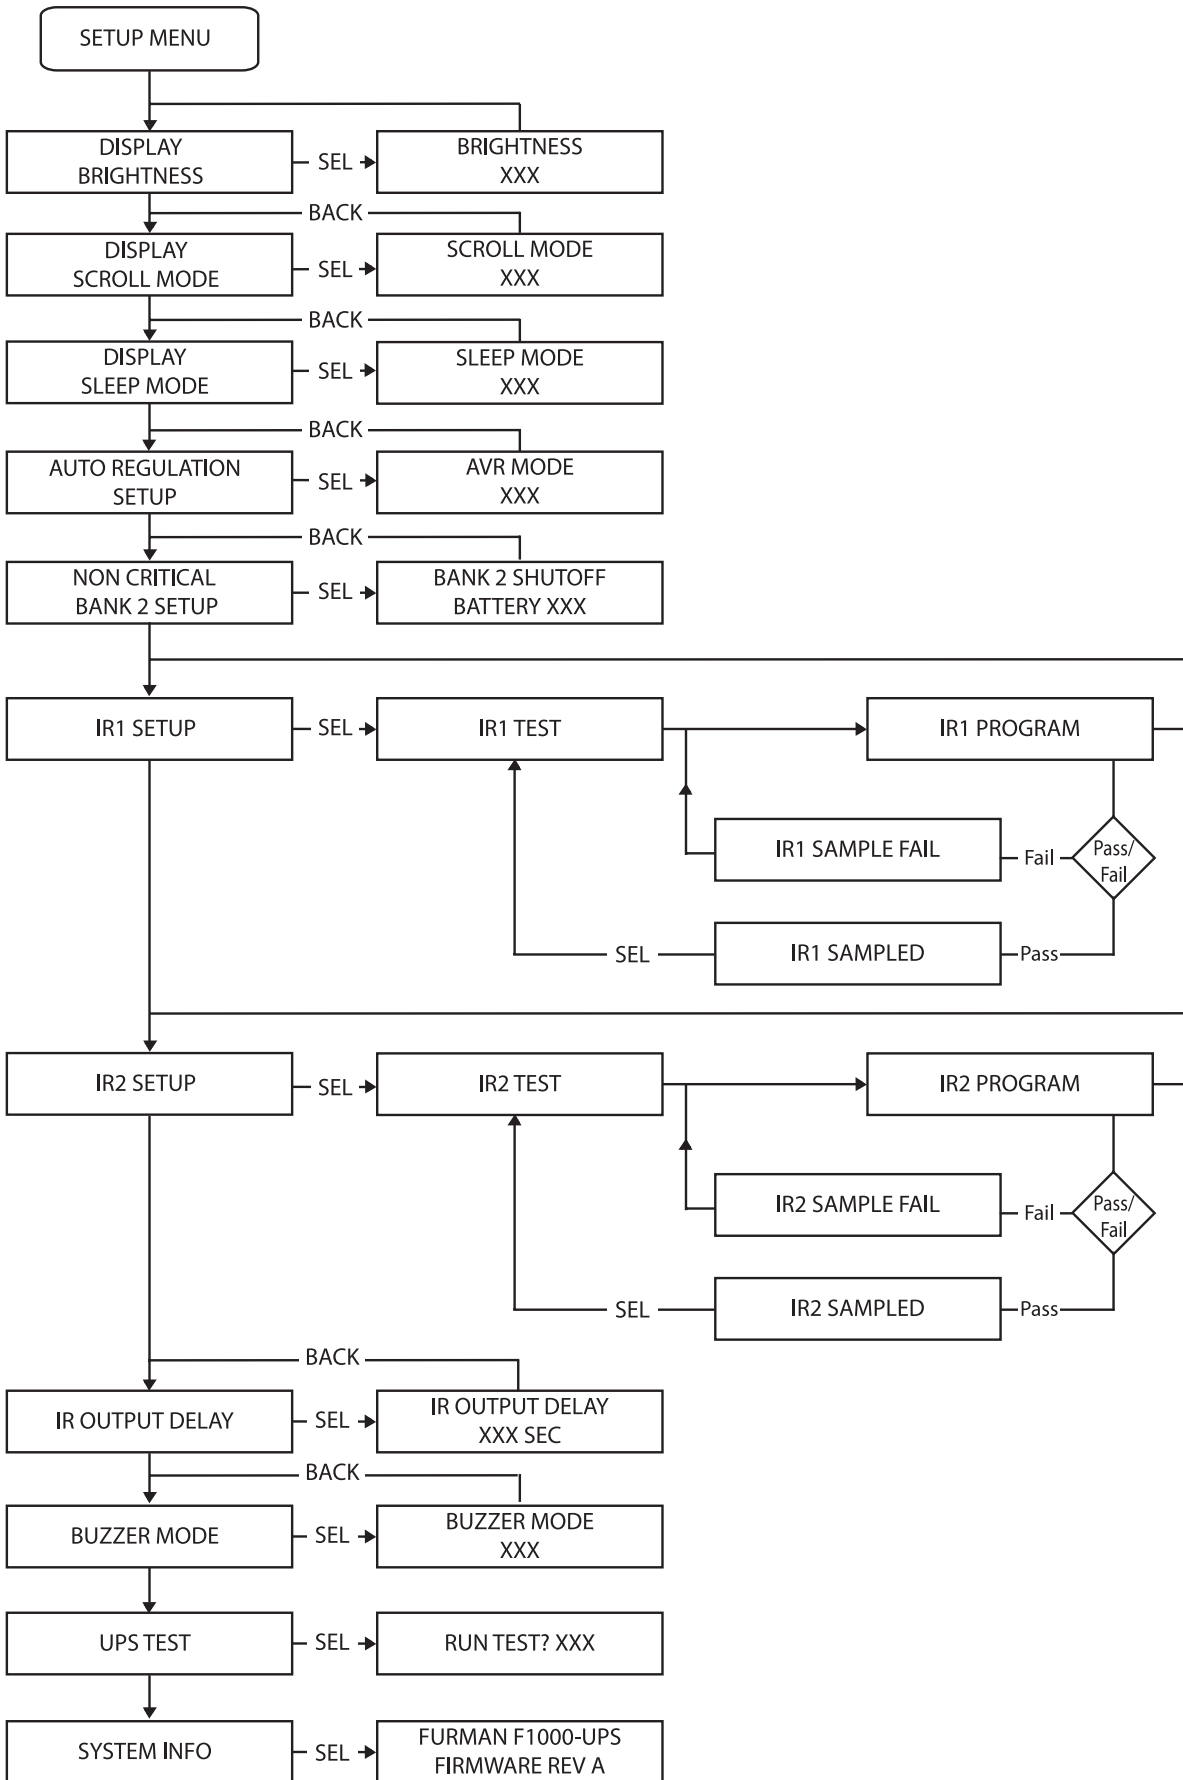 SETUP MENU
DISPLAY
BRIGHTNESS
SEL
BRIGHTNESS
XXX
BACK
DISPLAY
SCROLL MODE
SEL
SCROLL MODE
XXX
BACK
DISPLAY
SLEEP MODE
SEL
SLEEP MODE
XXX
BACK
AUTO REGULATION
SETUP
SEL
AVR MODE
XXX
BACK
NON CRITICAL
BANK 2 SETUP
SEL
BANK 2 SHUTOFF
BATTERY XXX
IR1 SETUP
SEL
IR1 TEST
IR1 PROGRAM
IR1 SAMPLE FAIL
Fail
Pass/
Fail
SEL
IR1 SAMPLED
Pass
IR2 SETUP
SEL
IR2 TEST
IR2 PROGRAM
IR2 SAMPLE FAIL
Fail
Pass/
Fail
SEL
IR2 SAMPLED
Pass
BACK
IR OUTPUT DELAY
SEL
IR OUTPUT DELAY
XXX SEC
BACK
BUZZER MODE
SEL
BUZZER MODE
XXX
UPS TEST
SEL
RUN TEST? XXX
SYSTEM INFO
SEL
FURMAN F1000-UPS
FIRMWARE REV A